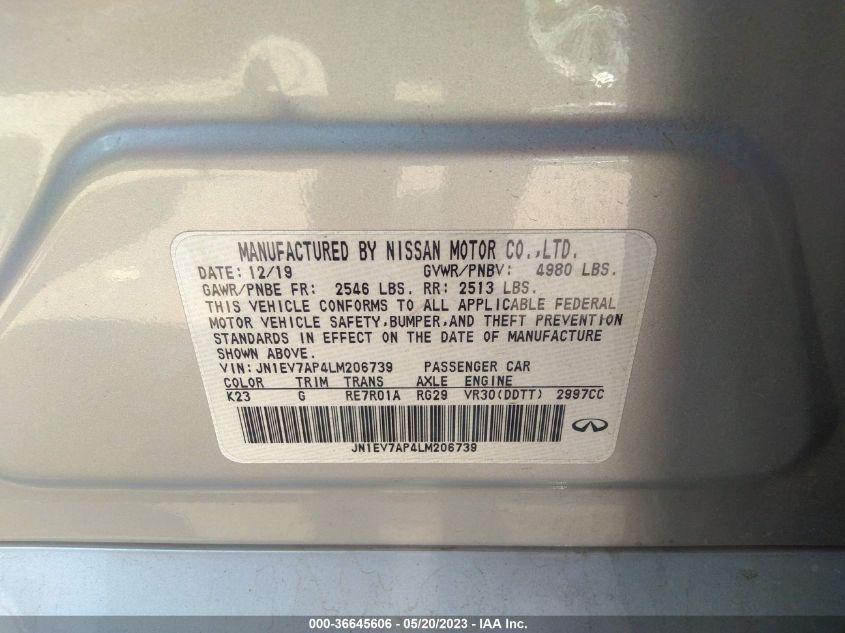 MANUFACTURED BY NISSAN MOTOR CO.,LTD.
DATE: 12/19 GVWR/PNBV: 4980 LBS.
GAWR/PNBE FR: 2546 LBS. RR: 2513 LBS.
THIS VEHICLE CONFORMS TO ALL APPLICABLE FEDERAL
MOTOR VEHICLE SAFETY,BUMPER,AND THEFT PREVENTION
STANDARDS IN EFFECT ON THE DATE OF MANUFACTURE
SHOWN ABOVE.
VIN: JN1EV7AP4LM206739 PASSENGER CAR
COLOR TRIM TRANS AXLE ENGINE
K23 G RE7R01A RG29 VR30(DDTT) 2997CC
JN1EV7AP4LM206739
000-36645606 - 05/20/2023 - IAA Inc.